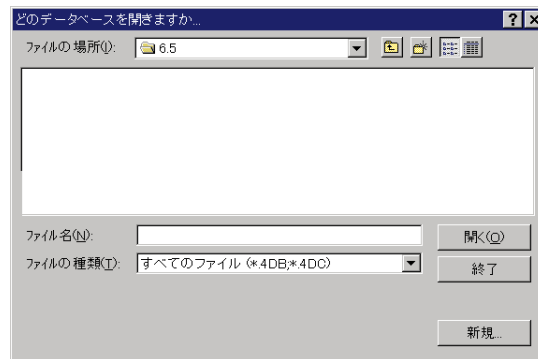 どのデータベースを開きますか...
ファイルの場所(I): 6.5
ファイル名(N): 開く(O)
ファイルの種類(T): すべてのファイル (*.4DB;*.4DC) 終了
新規...